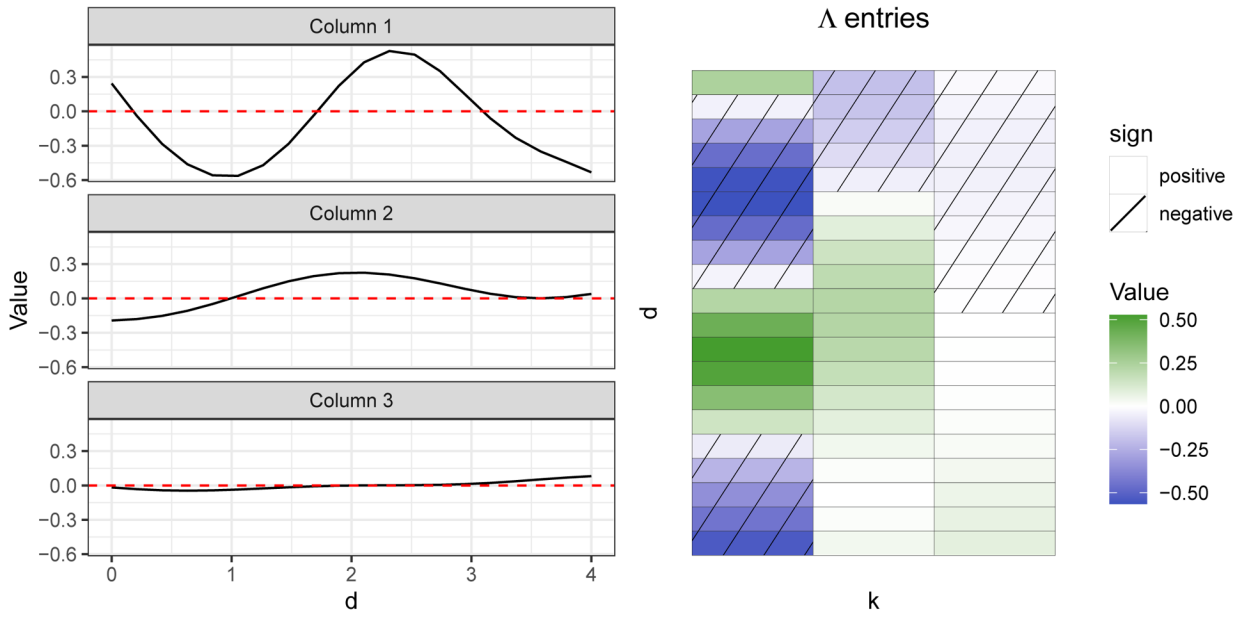 Column 1
0.3
0.0
−0.3
−0.6
Column 2
0.3
0.0
−0.3
−0.6
Column 3
0.3
0.0
−0.3
−0.6
Value
0 1 2 3 4
d
Λ entries
d
k
sign
positive
negative
Value
0.50
0.25
0.00
−0.25
−0.50